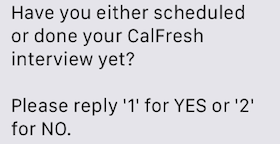 Have you either scheduled
or done your CalFresh
interview yet?
Please reply '1' for YES or '2'
for NO.